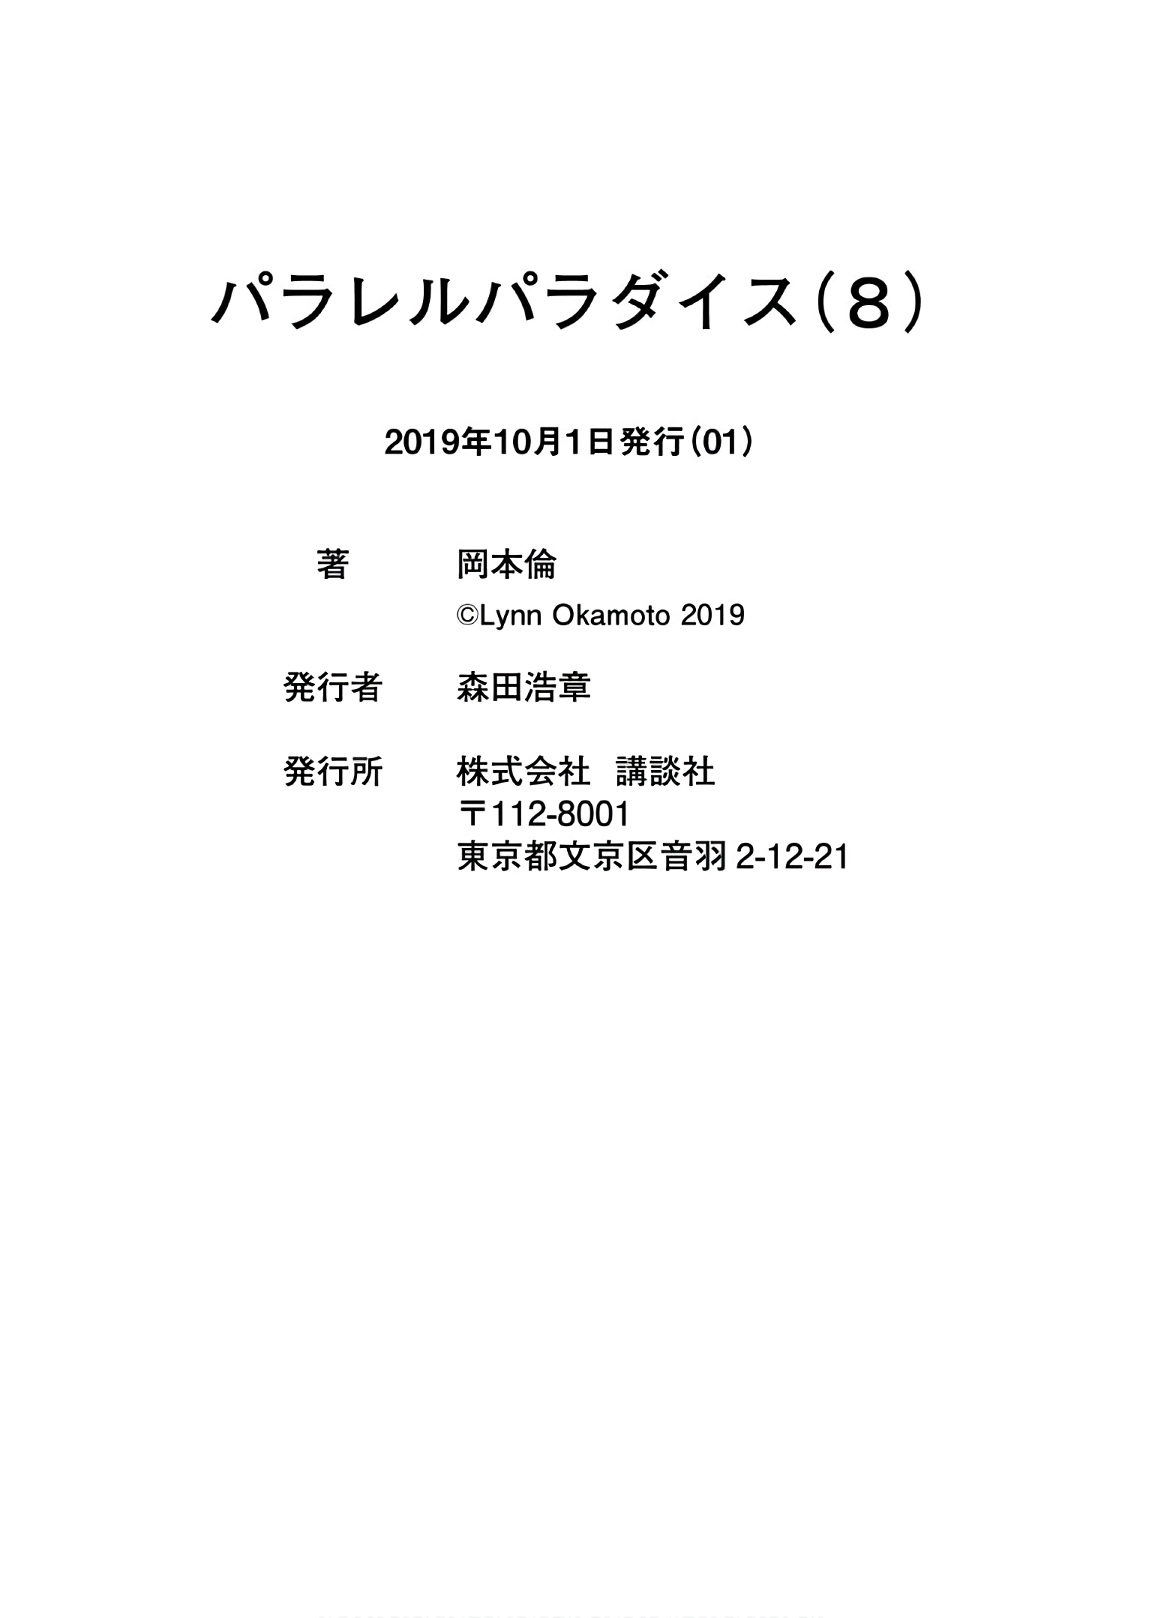 パラレルパラダイス（８）
2019年10月1日発行（01）
著 岡本倫
©Lynn Okamoto 2019
発行者 森田浩章
発行所 株式会社 講談社
〒112-8001
東京都文京区音羽 2-12-21